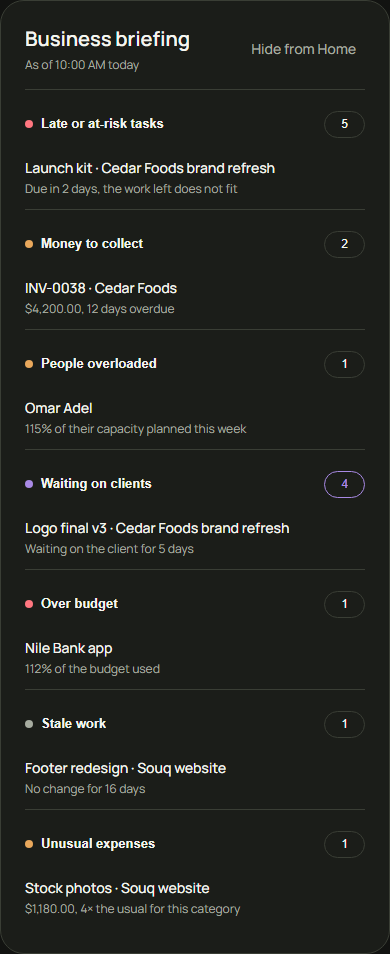 Business briefing
Hide from Home
As of 10:00 AM today
Late or at-risk tasks
5
Launch kit · Cedar Foods brand refresh
Due in 2 days, the work left does not fit
Money to collect
2
INV-0038 · Cedar Foods
$4,200.00, 12 days overdue
People overloaded
1
Omar Adel
115% of their capacity planned this week
Waiting on clients
4
Logo final v3 · Cedar Foods brand refresh
Waiting on the client for 5 days
Over budget
1
Nile Bank app
112% of the budget used
Stale work
1
Footer redesign · Souq website
No change for 16 days
Unusual expenses
1
Stock photos · Souq website
$1,180.00, 4× the usual for this category